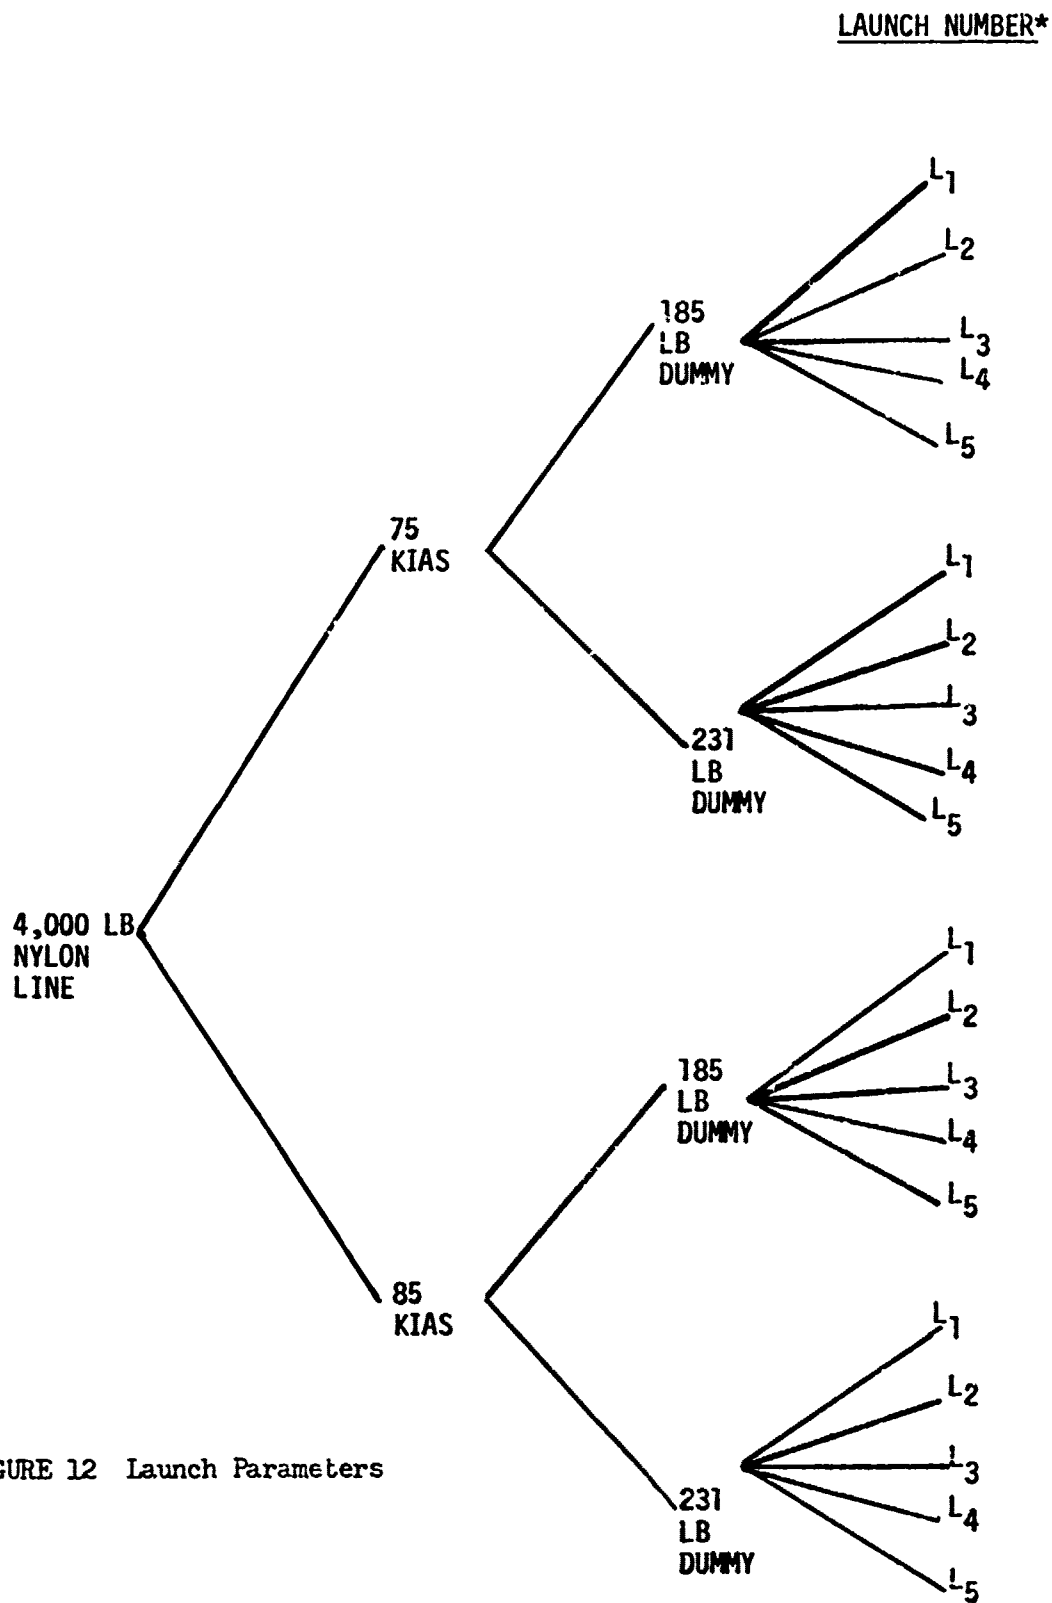 LAUNCH NUMBER*
L1
L2
185
LB
DUMMY
L3
L4
L5
75
KIAS
L1
L2
L3
231
LB
DUMMY
L4
L5
4,000 LB
NYLON
LINE
L1
L2
185
LB
DUMMY
L3
L4
L5
85
KIAS
L1
L2
L3
GURE 12 Launch Parameters
231
LB
DUMMY
L4
L5